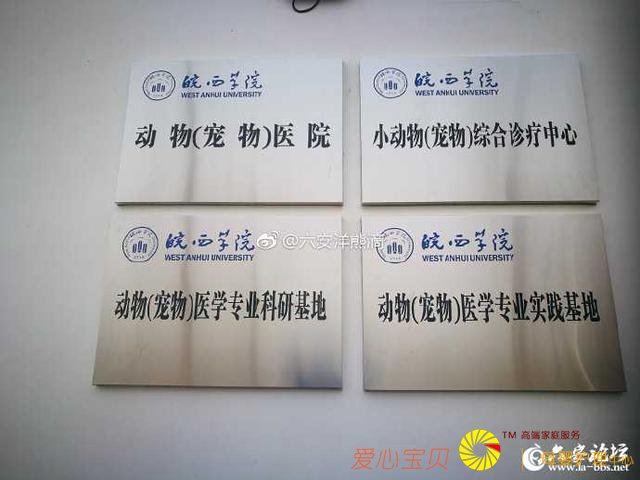 皖西学院
WEST ANHUI UNIVERSITY
动物(宠物)医院
皖西学院
WEST ANHUI UNIVERSITY
小动物(宠物)综合诊疗中心
皖西学院
WEST ANHUI UNIVERSITY
动物(宠物)医学专业科研基地
皖西学院
WEST ANHUI UNIVERSITY
动物(宠物)医学专业实践基地
@六安洋熊滴
爱心宝贝
TM 高端家庭服务
六安论坛
www.la-bbs.net